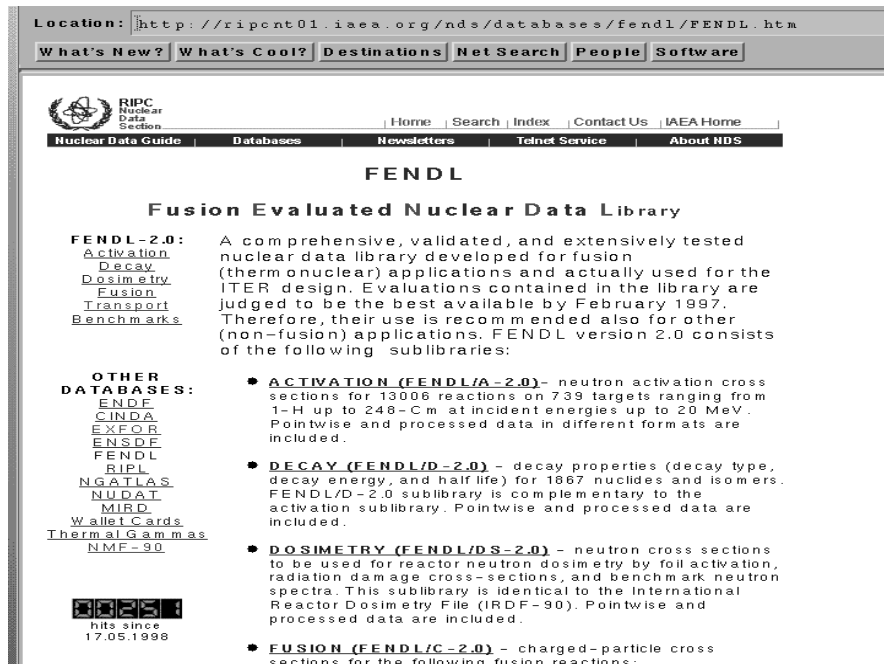 Location: http://ripcnt01.iaea.org/nds/databases/fendl/FENDL.htm
What's New? What's Cool? Destinations Net Search People Software
RIPC
Nuclear
Data
Section
Home | Search | Index | Contact Us | IAEA Home
Nuclear Data Guide | Databases | Newsletters | Telnet Service | About NDS
FENDL
Fusion Evaluated Nuclear Data Library
FENDL-2.0:
Activation
Decay
Dosimetry
Fusion
Transport
Benchmarks
A comprehensive, validated, and extensively tested
nuclear data library developed for fusion
(thermonuclear) applications and actually used for the
ITER design. Evaluations contained in the library are
judged to be the best available by February 1997.
Therefore, their use is recommended also for other
(non-fusion) applications. FENDL version 2.0 consists
of the following sublibraries:
OTHER
DATABASES:
ENDF
CINDA
EXFOR
ENSDF
FENDL
RIPL
NGATLAS
NUDAT
MIRD
Wallet Cards
Thermal Gammas
NMF-90
00251
hits since
17.05.1998
ACTIVATION (FENDL/A-2.0)- neutron activation cross
sections for 13006 reactions on 739 targets ranging from
1-H up to 248-Cm at incident energies up to 20 MeV.
Pointwise and processed data in different formats are
included.
DECAY (FENDL/D-2.0) - decay properties (decay type,
decay energy, and half life) for 1867 nuclides and isomers.
FENDL/D-2.0 sublibrary is complementary to the
activation sublibrary. Pointwise and processed data are
included.
DOSIMETRY (FENDL/DS-2.0) - neutron cross sections
to be used for reactor neutron dosimetry by foil activation,
radiation damage cross-sections, and benchmark neutron
spectra. This sublibrary is identical to the International
Reactor Dosimetry File (IRDF-90). Pointwise and
processed data are included.
FUSION (FENDL/C-2.0) - charged-particle cross
sections for the following fusion reactions: